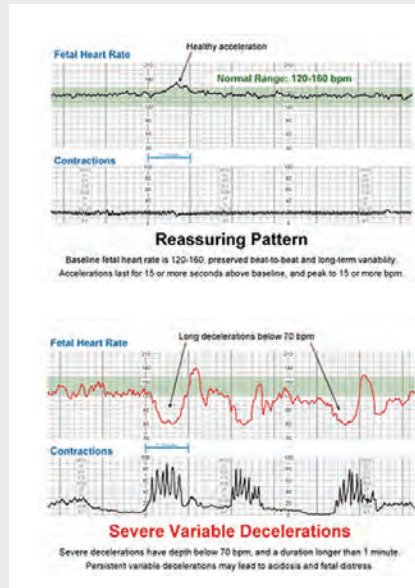 Healthy acceleration
Fetal Heart Rate
Normal Range: 120-160 bpm
Contractions
Reassuring Pattern
Baseline fetal heart rate is 120-160, preserved beat-to-beat and long-term variability.
Accelerations last for 15 or more seconds above baseline, and peak to 15 or more bpm.
Long decelerations below 70 bpm
Fetal Heart Rate
Contractions
Severe Variable Decelerations
Severe decelerations have depth below 70 bpm, and a duration longer than 1 minute.
Persistent variable decelerations may lead to acidosis and fetal distress.